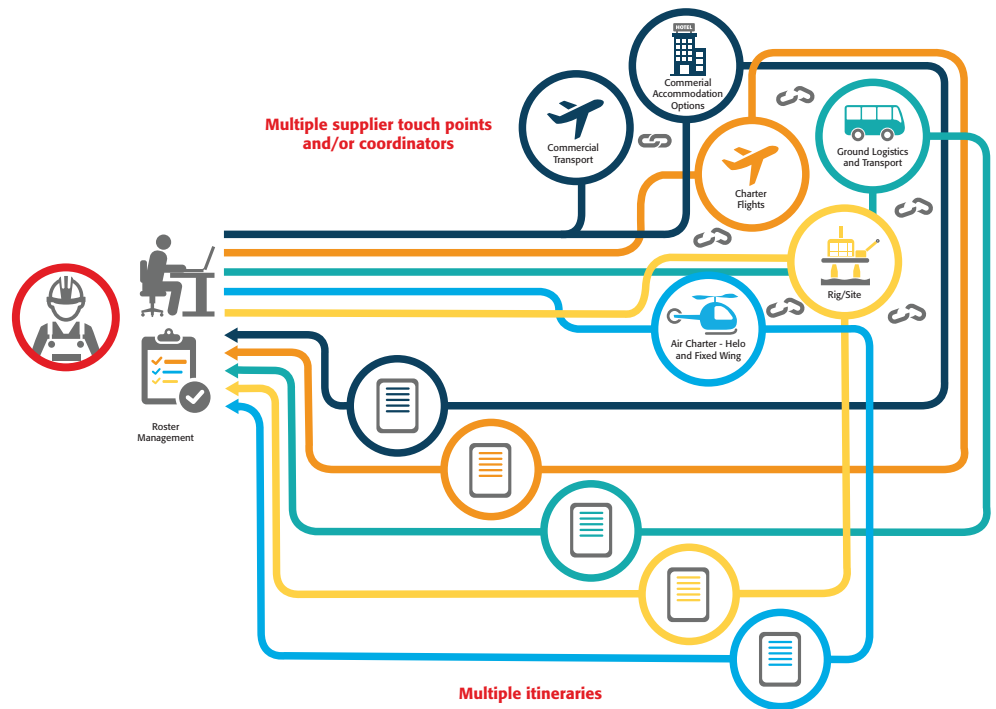 HOTEL
Commerial
Accommodation
Options
Multiple supplier touch points
and/or coordinators
Commercial
Transport
Ground Logistics
and Transport
Charter
Flights
Rig/Site
Air Charter - Helo
and Fixed Wing
Roster
Management
Multiple itineraries